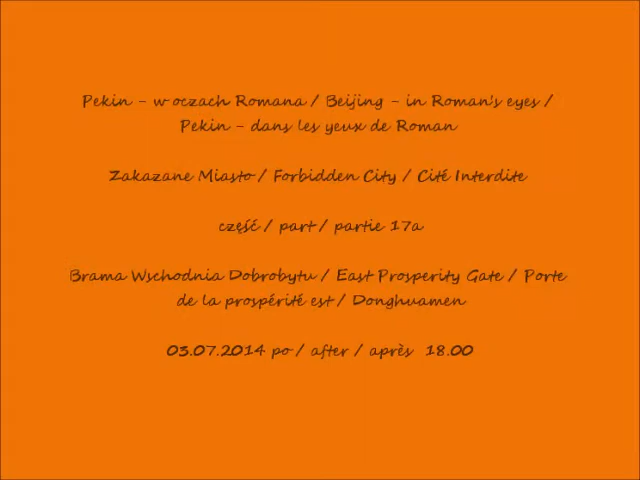 Pekin - w oczach Romana / Beijing - in Roman's eyes /
Pekin - dans les yeux de Roman
Zakazane Miasto / Forbidden City / Cité Interdite
część / part / partie 17a
Brama Wschodnia Dobrobytu / East Prosperity Gate / Porte
de la prospérité est / Donghuamen
03.07.2014 po / after / après 18.00